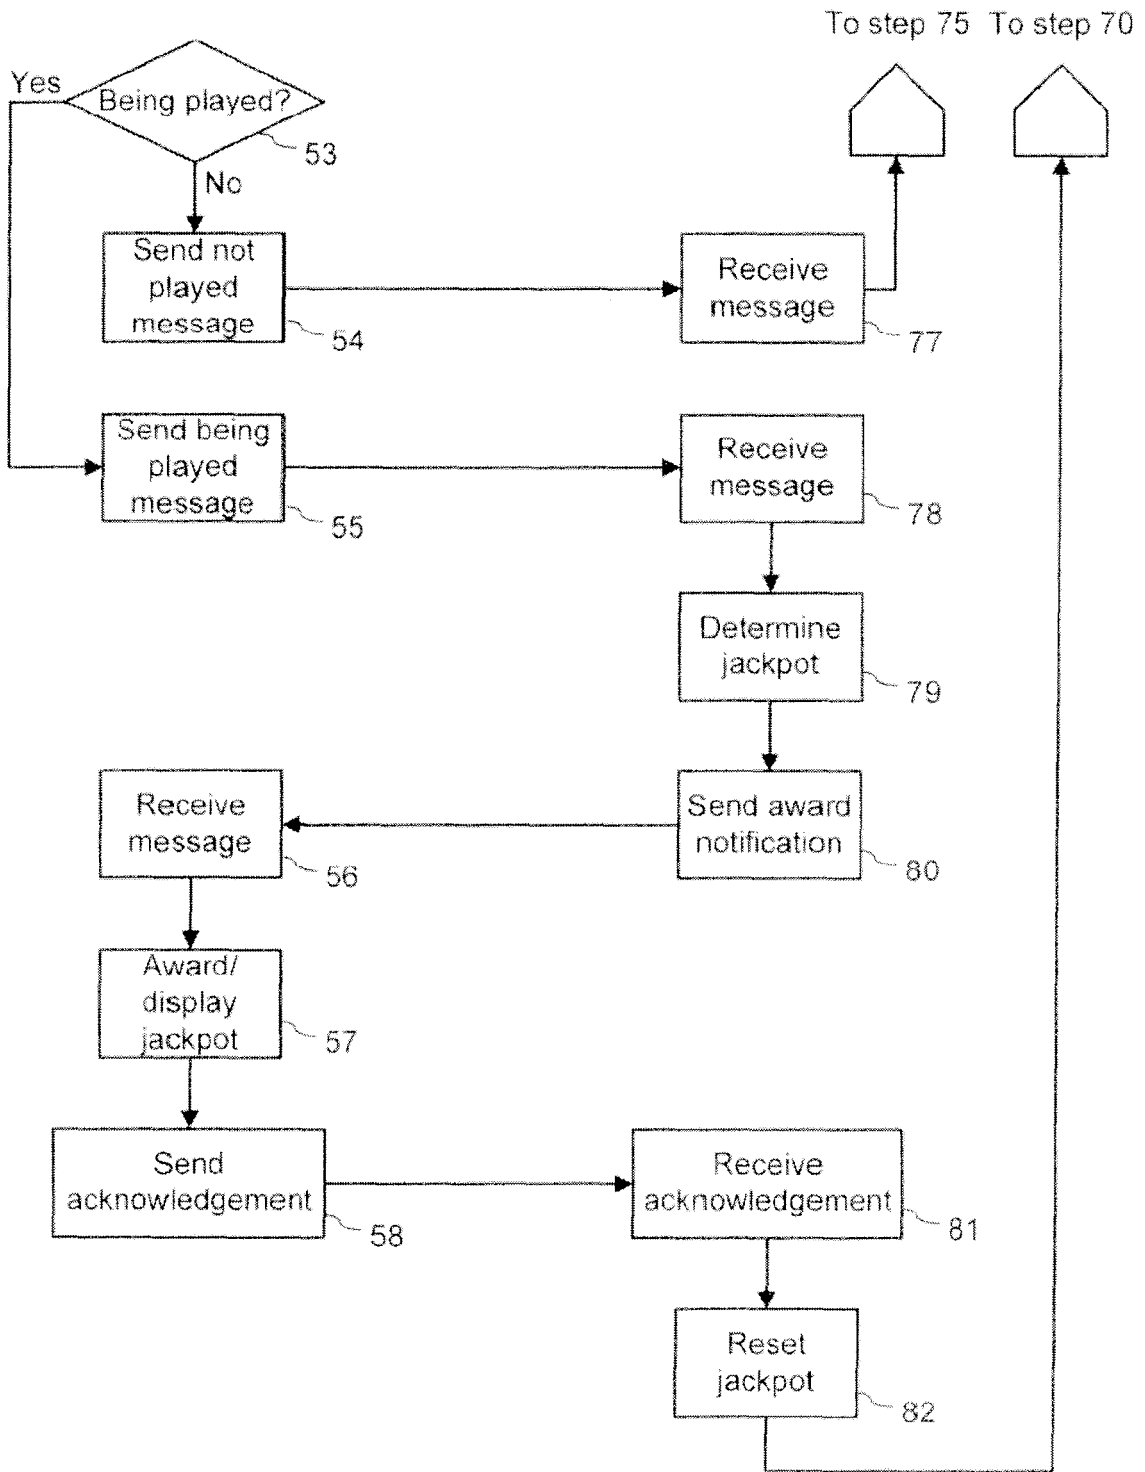 To step 75 To step 70
Yes
Being played?
53
No
Send not
played
message
54
Receive
message
77
Send being
played
message
55
Receive
message
78
Determine
jackpot
79
Receive
message
56
Send award
notification
80
Award/
display
jackpot
57
Send
acknowledgement
58
Receive
acknowledgement
81
Reset
jackpot
82